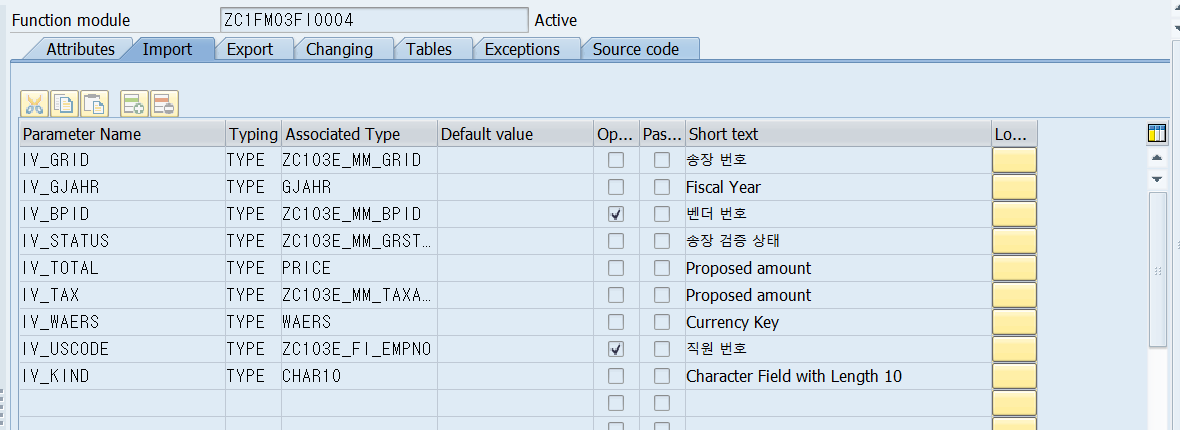 Function module ZC1FM03FI0004 Active
Attributes Import Export Changing Tables Exceptions Source code
Parameter Name Typing Associated Type Default value Op... Pas... Short text Lo...
IV_GRID TYPE ZC103E_MM_GRID 송장 번호
IV_GJAHR TYPE GJAHR Fiscal Year
IV_BPID TYPE ZC103E_MM_BPID 벤더 번호
IV_STATUS TYPE ZC103E_MM_GRST... 송장 검증 상태
IV_TOTAL TYPE PRICE Proposed amount
IV_TAX TYPE ZC103E_MM_TAXA... Proposed amount
IV_WAERS TYPE WAERS Currency Key
IV_USCODE TYPE ZC103E_FI_EMPNO 직원 번호
IV_KIND TYPE CHAR10 Character Field with Length 10